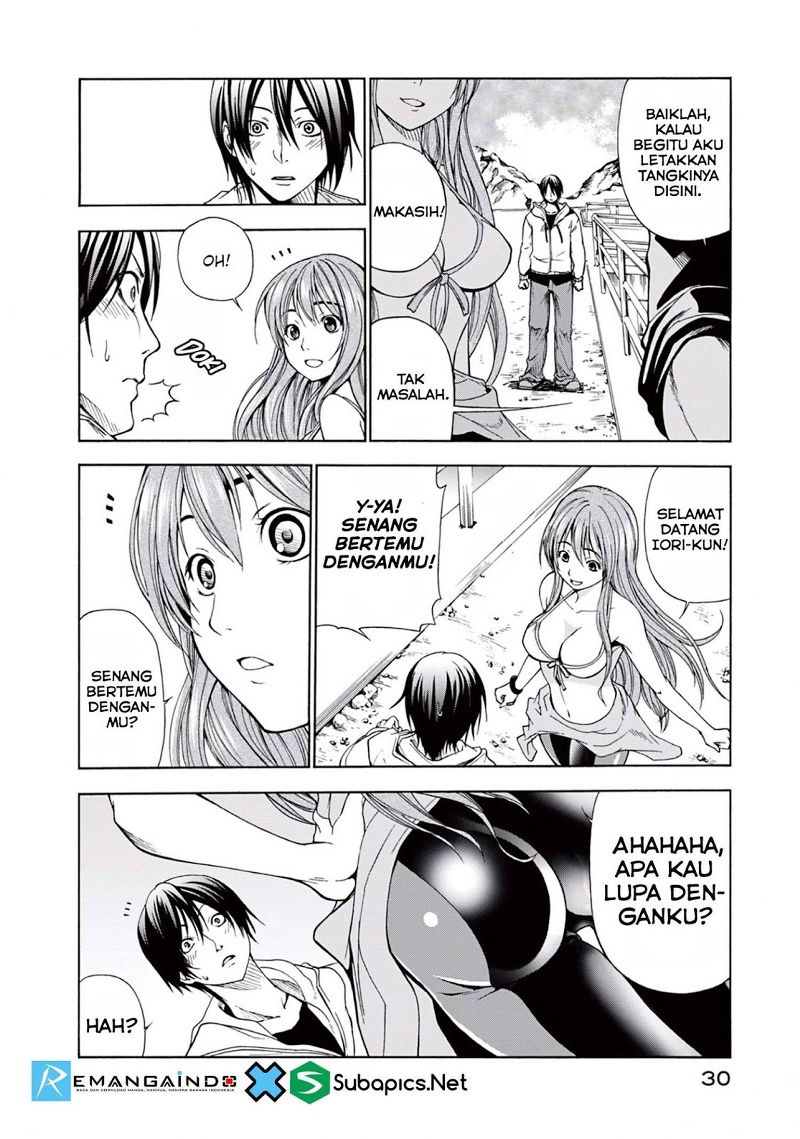 BAIKLAH,
KALAU
BEGITU AKU
LETAKKAN
TANGKINYA
DISINI.
MAKASIH!
TAK
MASALAH.
OH!
DOKI
SELAMAT
DATANG
IORI-KUN!
Y-YA!
SENANG
BERTEMU
DENGANMU!
SENANG
BERTEMU
DENGAN-
MU?
AHAHAHA,
APA KAU
LUPA DEN-
GANKU?
HAH?
REMANGAINDO
BACA DAN DOWNLOAD MANGA, MANHUA, MANHWA BAHASA INDONESIA
X
S
Subapics.Net
30